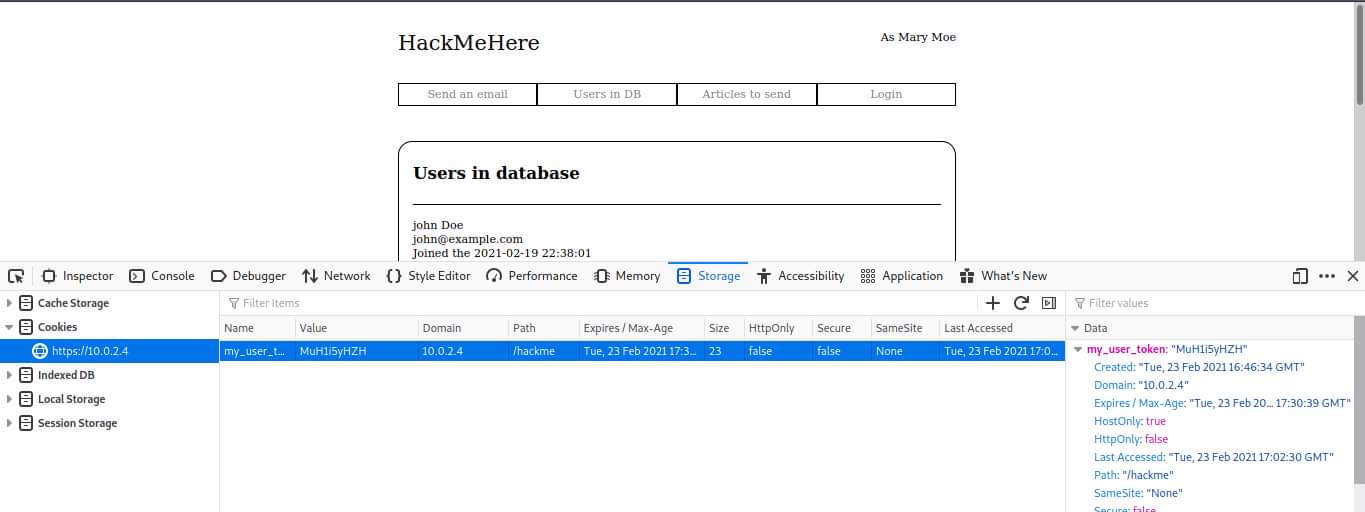 HackMeHere
As Mary Moe
Send an email Users in DB Articles to send Login
Users in database
john Doe
john@example.com
Joined the 2021-02-19 22:38:01
Inspector Console Debugger Network Style Editor Performance Memory Storage Accessibility Application What's New
Cache Storage
Cookies
https://10.0.2.4
Indexed DB
Local Storage
Session Storage
Filter Items
Name Value Domain Path Expires / Max-Age Size HttpOnly Secure SameSite Last Accessed
my_user_t... MuH1i5yHZH 10.0.2.4 /hackme Tue, 23 Feb 2021 17:3... 23 false false None Tue, 23 Feb 2021 17:0...
Filter values
Data
my_user_token: "MuH1i5yHZH"
Created: "Tue, 23 Feb 2021 16:46:34 GMT"
Domain: "10.0.2.4"
Expires / Max-Age: "Tue, 23 Feb 20... 17:30:39 GMT"
HostOnly: true
HttpOnly: false
Last Accessed: "Tue, 23 Feb 2021 17:02:30 GMT"
Path: "/hackme"
SameSite: "None"
Secure: false